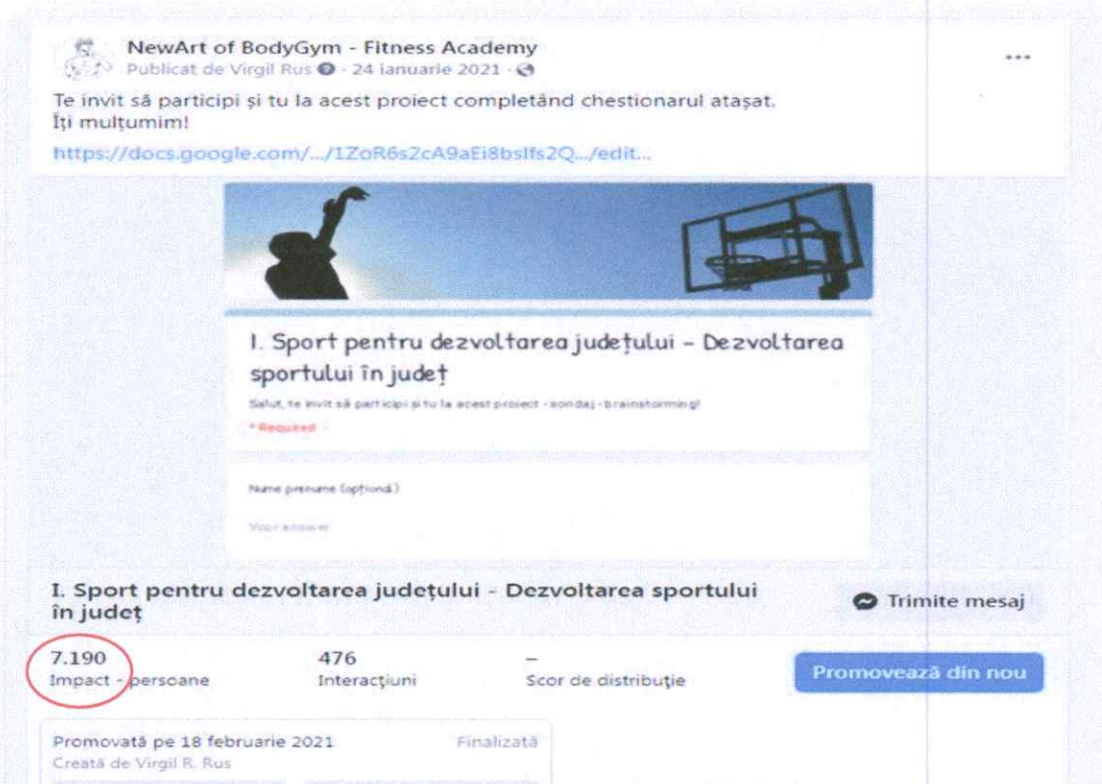 NewArt of BodyGym - Fitness Academy
Publicat de Virgil Rus · 24 ianuarie 2021 ·
...
Te invit să participi și tu la acest proiect completând chestionarul atașat.
Îți mulțumim!
https://docs.google.com/.../1ZoR6s2cA9aEi8bslfs2Q.../edit...
I. Sport pentru dezvoltarea județului – Dezvoltarea
sportului în județ
Salut, te invit să participi si tu la acest proiect - sondaj - brainstorming!
* Required
Nume prenume (optional)
Your answer
I. Sport pentru dezvoltarea județului - Dezvoltarea sportului
în județ
Trimite mesaj
7.190 476 –
Impact - persoane Interacțiuni Scor de distribuție
Promovează din nou
Promovată pe 18 februarie 2021 Finalizată
Creată de Virgil R. Rus